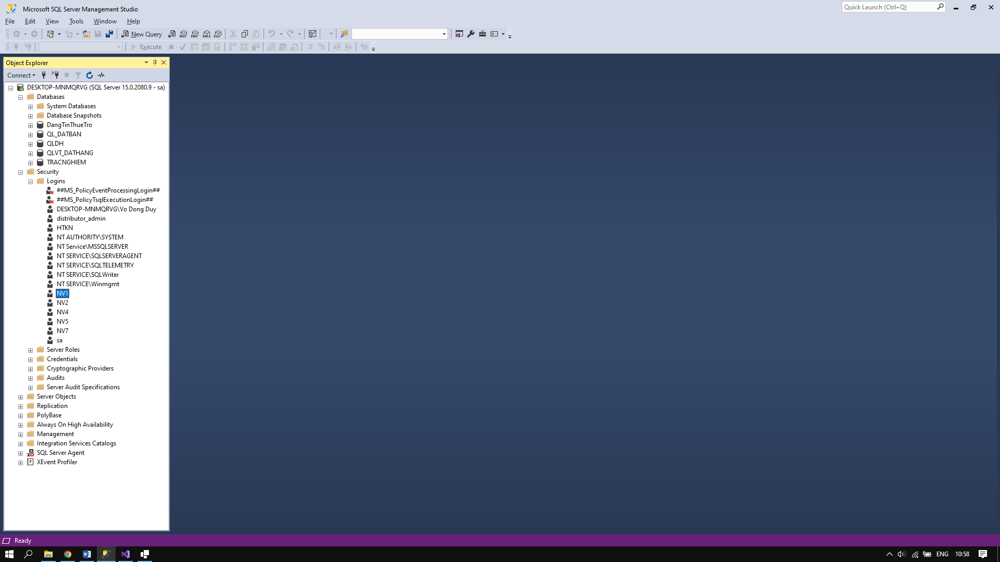 Microsoft SQL Server Management Studio
Quick Launch (Ctrl+Q)
File Edit View Tools Window Help
New Query MDX DMX XMLA DAX
Execute
Object Explorer
Connect
DESKTOP-MNMQRVG (SQL Server 15.0.2080.9 - sa)
Databases
System Databases
Database Snapshots
DangTinThueTro
QL_DATBAN
QLDH
QLVT_DATHANG
TRACNGHIEM
Security
Logins
##MS_PolicyEventProcessingLogin##
##MS_PolicyTsqlExecutionLogin##
DESKTOP-MNMQRVG\Vo Dong Duy
distributor_admin
HTKN
NT AUTHORITY\SYSTEM
NT Service\MSSQLSERVER
NT SERVICE\SQLSERVERAGENT
NT SERVICE\SQLTELEMETRY
NT SERVICE\SQLWriter
NT SERVICE\Winmgmt
NV1
NV2
NV4
NV5
NV7
sa
Server Roles
Credentials
Cryptographic Providers
Audits
Server Audit Specifications
Server Objects
Replication
PolyBase
Always On High Availability
Management
Integration Services Catalogs
SQL Server Agent
XEvent Profiler
Ready
ENG 10:58